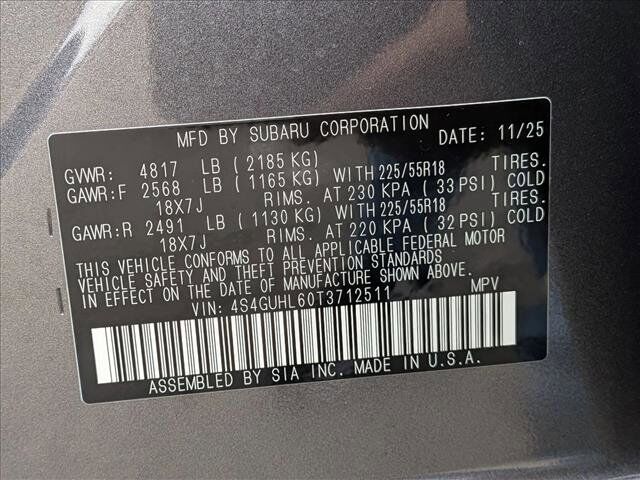 MFD BY SUBARU CORPORATION DATE: 11/25
GVWR: 4817 LB (2185 KG)
GAWR:F 2568 LB (1165 KG) WITH 225/55R18 TIRES.
18X7J RIMS. AT 230 KPA (33 PSI) COLD
GAWR:R 2491 LB (1130 KG) WITH 225/55R18 TIRES.
18X7J RIMS. AT 220 KPA (32 PSI) COLD
THIS VEHICLE CONFORMS TO ALL APPLICABLE FEDERAL MOTOR
VEHICLE SAFETY AND THEFT PREVENTION STANDARDS IN
EFFECT ON THE DATE OF MANUFACTURE SHOWN ABOVE.
VIN: 4S4GUHL60T3712511 MPV
ASSEMBLED BY SIA INC. MADE IN U.S.A.